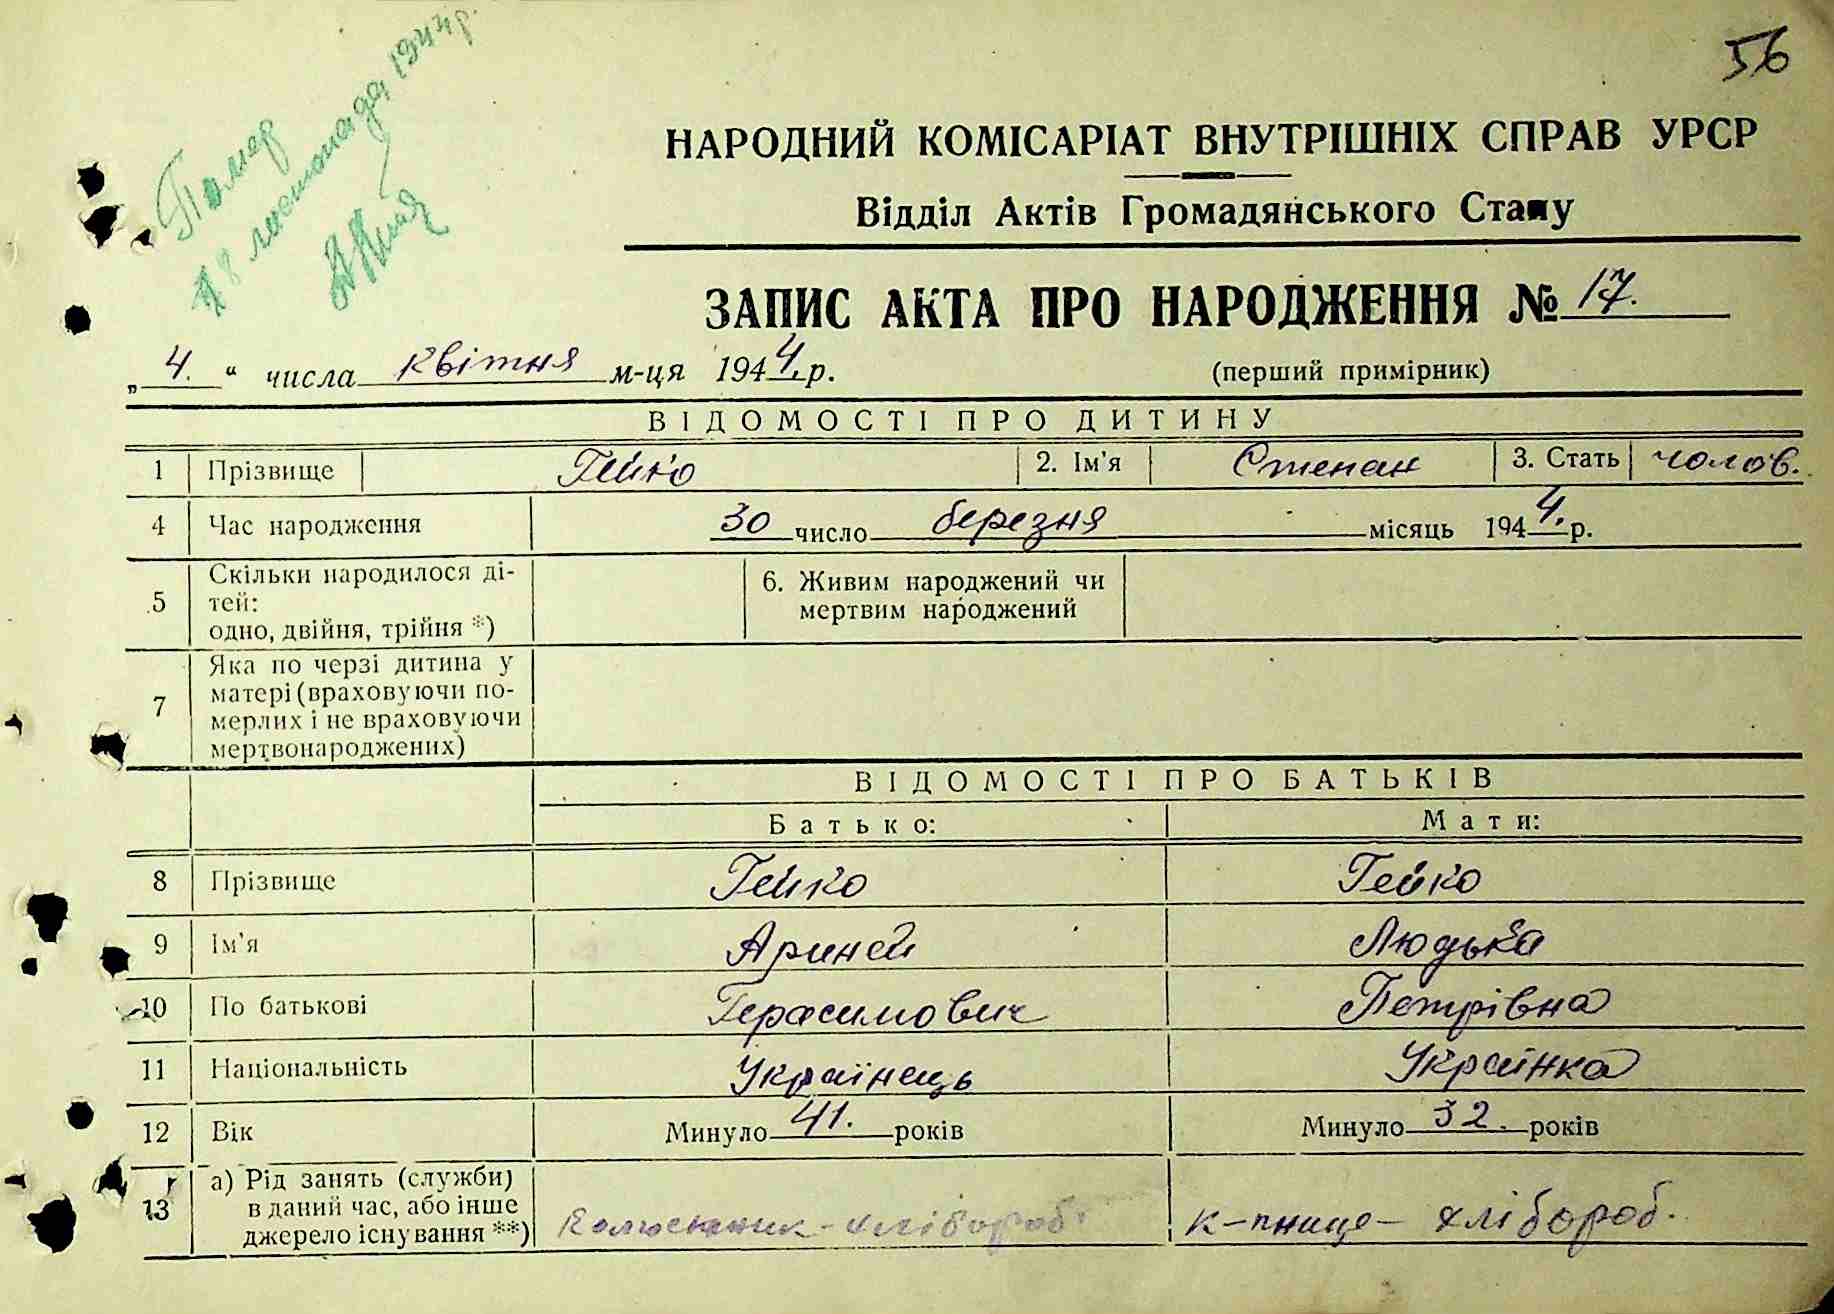 56
Помер
18 листопада 1944 р.
НАРОДНИЙ КОМІСАРІАТ ВНУТРІШНІХ СПРАВ УРСР
Відділ Актів Громадянського Стану
ЗАПИС АКТА ПРО НАРОДЖЕННЯ № 17.
„ 4. “ числа квітня м-ця 1944. р. (перший примірник)
ВІДОМОСТІ ПРО ДИТИНУ
1 Прізвище Гейко 2. Ім'я Степан 3. Стать чолов.
4 Час народження 30 число березня місяць 1944. р.
5 Скільки народилося ді-
тей:
одно, двійня, трійня *)
6. Живим народжений чи
мертвим народжений
7 Яка по черзі дитина у
матері (враховуючи по-
мерлих і не враховуючи
мертвонароджених)
ВІДОМОСТІ ПРО БАТЬКІВ
Батько: Мати:
8 Прізвище Гейко Гейко
9 Ім'я Ариней Людька
10 По батькові Герасимович Петрівна
11 Національність Українець Українка
12 Вік Минуло 41. років Минуло 32. років
13 а) Рід занять (служби)
в даний час, або інше
джерело існування **)
хлібороб. к-пниця - хлібороб.